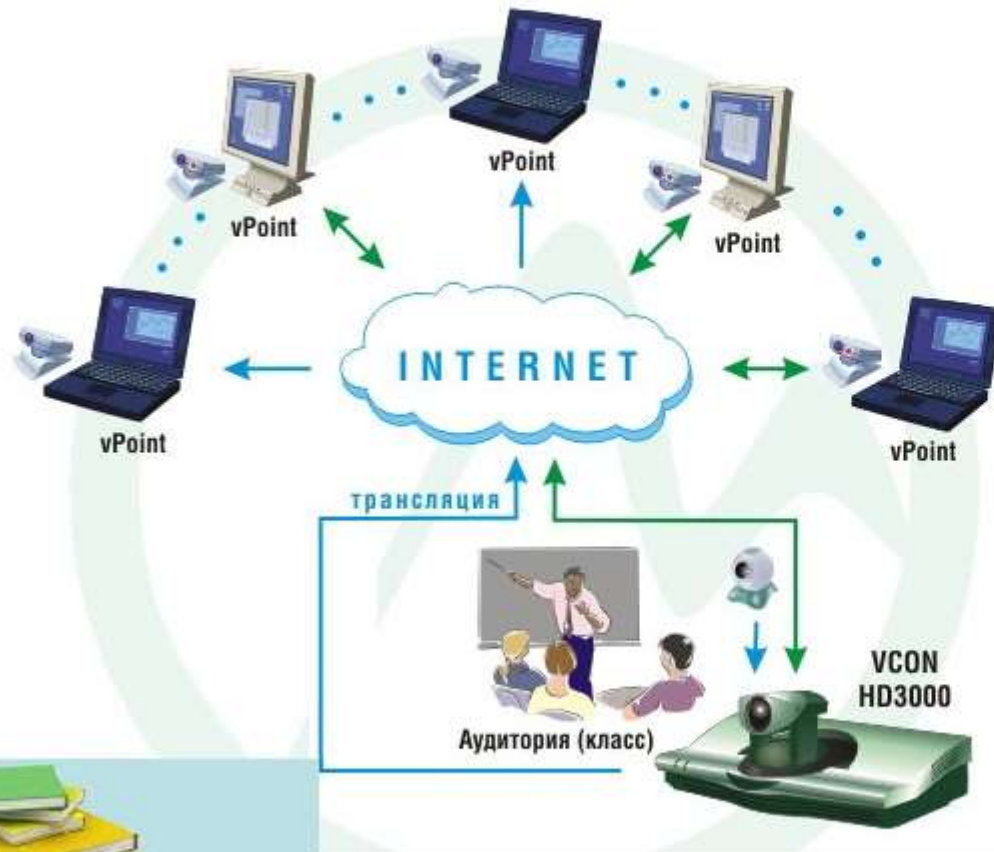 vPoint
vPoint
vPoint
vPoint
vPoint
INTERNET
vPoint
трансляция
VCON
HD3000
Аудитория (класс)